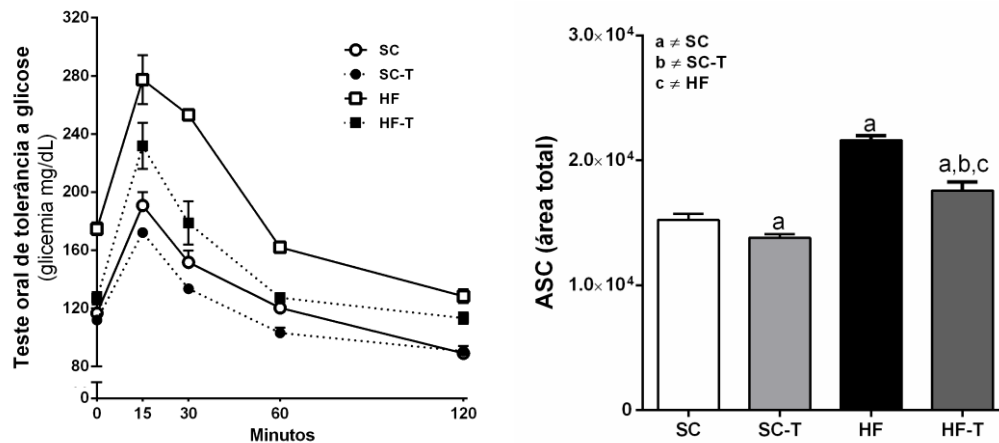 Teste oral de tolerância a glicose
(glicemia mg/dL)
320
280
240
200
160
120
80
0
SC
SC-T
HF
HF-T
0 15 30 60 120
Minutos
ASC (área total)
3.0×10⁴
2.0×10⁴
1.0×10⁴
0
a ≠ SC
b ≠ SC-T
c ≠ HF
a
a
a,b,c
SC SC-T HF HF-T